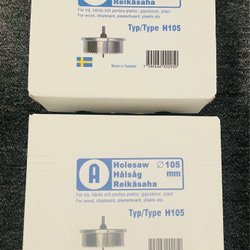 Reikäsaha
För trä, hårda och porösa plattor, gipsskivor, plast.
For wood, chipboard, plasterboard, plastic etc.
Typ/Type H105
Made in Sweden
A
Holesaw Ø 105
Hålsåg mm
Reikäsaha
För trä, hårda och porösa plattor, gipsskivor, plast.
For wood, chipboard, plasterboard, plastic etc.
Typ/Type H105